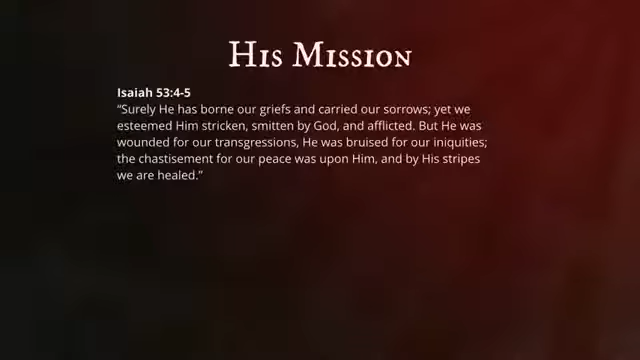 His Mission
Isaiah 53:4-5
“Surely He has borne our griefs and carried our sorrows; yet we
esteemed Him stricken, smitten by God, and afflicted. But He was
wounded for our transgressions, He was bruised for our iniquities;
the chastisement for our peace was upon Him, and by His stripes
we are healed.”